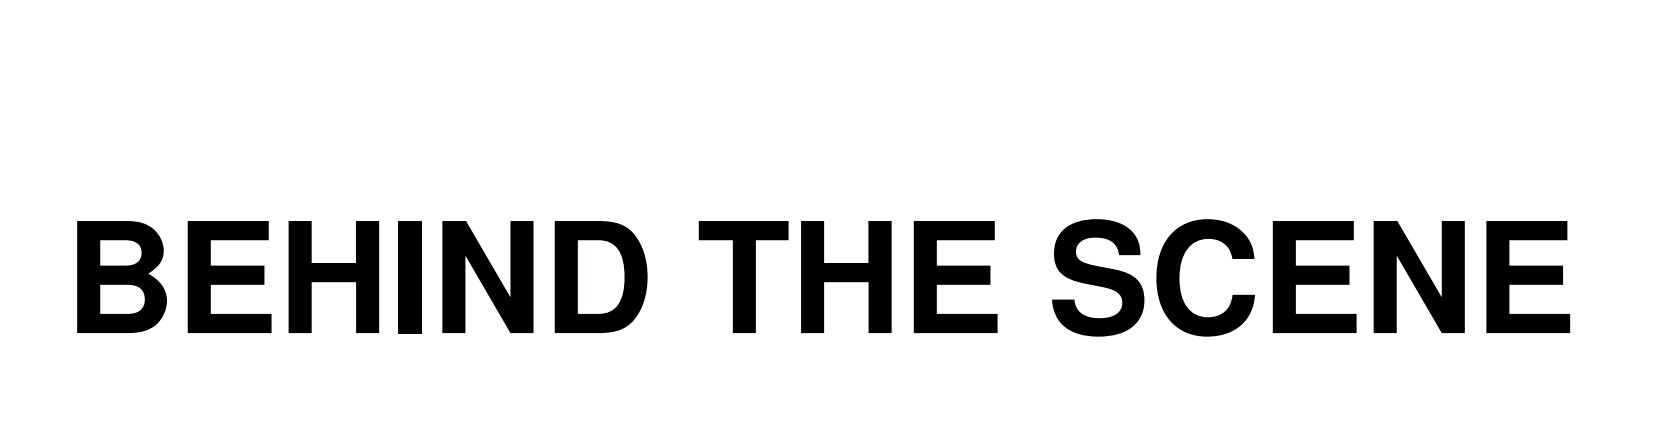 BEHIND THE SCENE